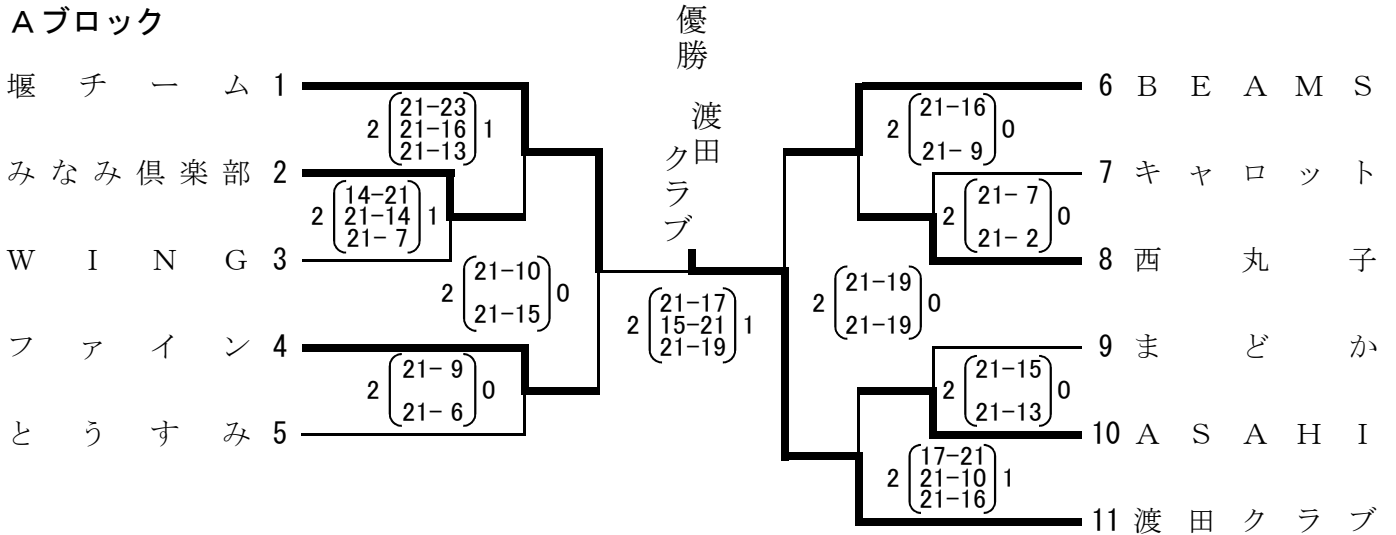 Aブロック
優勝 渡田クラブ
堰チーム 1
2 21-23 1
21-16
21-13
みなみ倶楽部 2
2 14-21 1
21-14
21- 7
WING 3
2 21-10 0
21-15
ファイン 4
2 21- 9 0
21- 6
とうすみ 5
2 21-17 1
15-21
21-19
6 BEAMS
2 21-16 0
21- 9
7 キャロット
2 21- 7 0
21- 2
8 西丸子
2 21-19 0
21-19
9 まどか
2 21-15 0
21-13
10 ASAHI
2 17-21 1
21-10
21-16
11 渡田クラブ